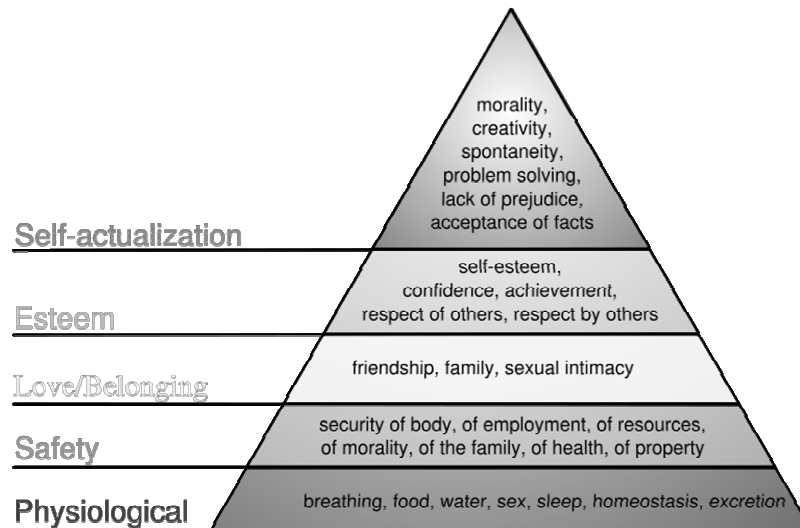 morality,
creativity,
spontaneity,
problem solving,
lack of prejudice,
acceptance of facts
Self-actualization
self-esteem,
confidence, achievement,
respect of others, respect by others
Esteem
friendship, family, sexual intimacy
Love/Belonging
security of body, of employment, of resources,
of morality, of the family, of health, of property
Safety
breathing, food, water, sex, sleep, homeostasis, excretion
Physiological